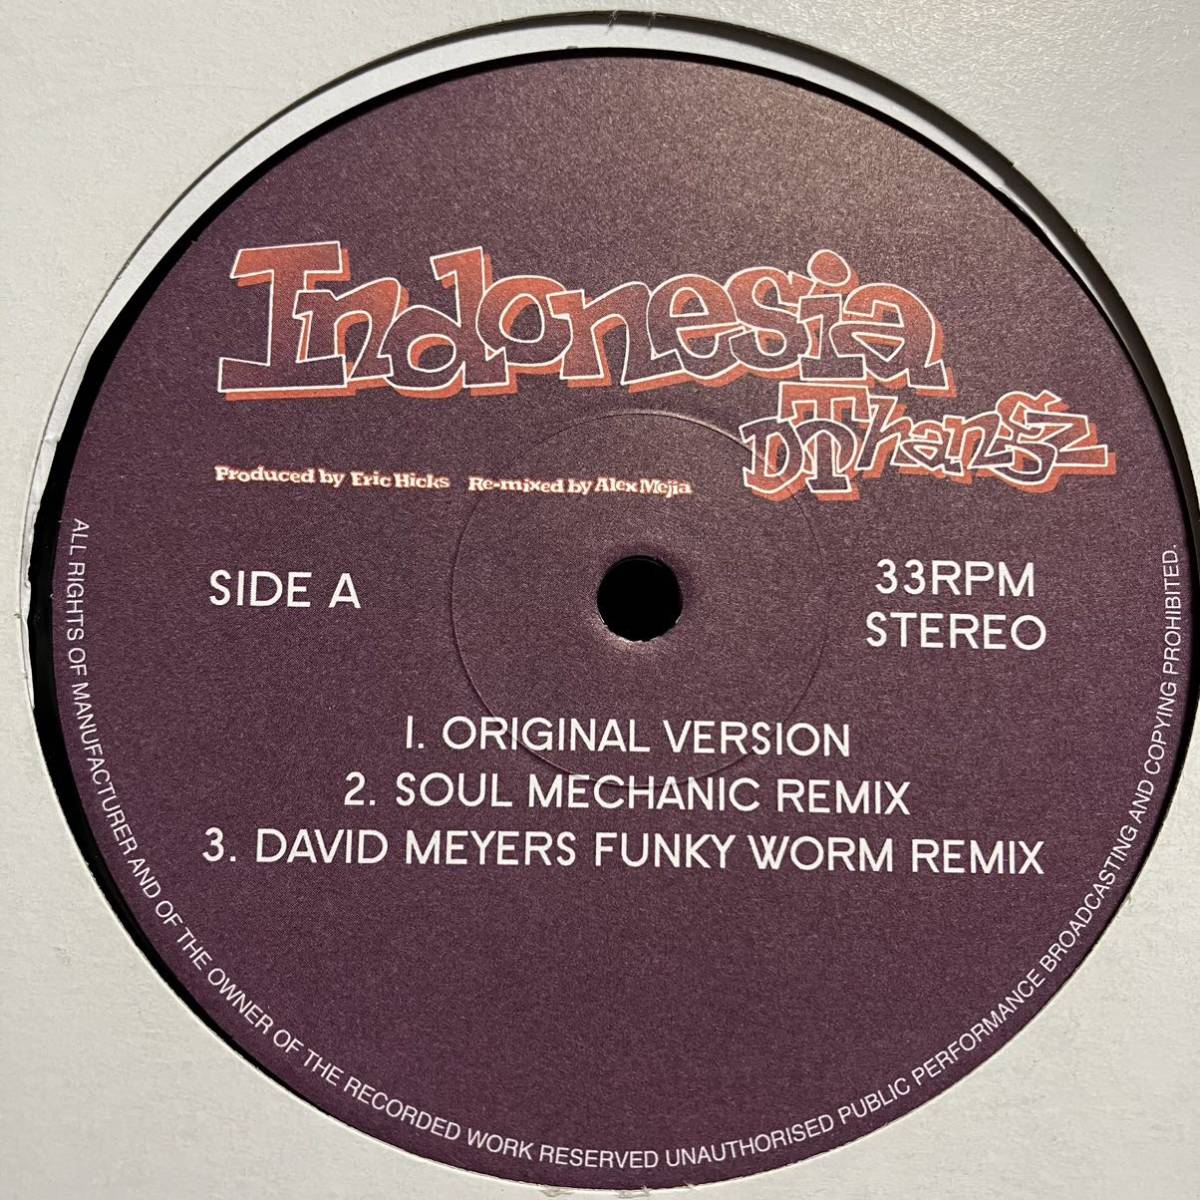 Indonesia
DJ Thansz
Produced by Eric Hicks Re-mixed by Alex Mejia
SIDE A
33RPM
STEREO
1. ORIGINAL VERSION
2. SOUL MECHANIC REMIX
3. DAVID MEYERS FUNKY WORM REMIX
ALL RIGHTS OF MANUFACTURER AND OF THE OWNER OF THE RECORDED WORK RESERVED UNAUTHORISED PUBLIC PERFORMANCE BROADCASTING AND COPYING PROHIBITED.